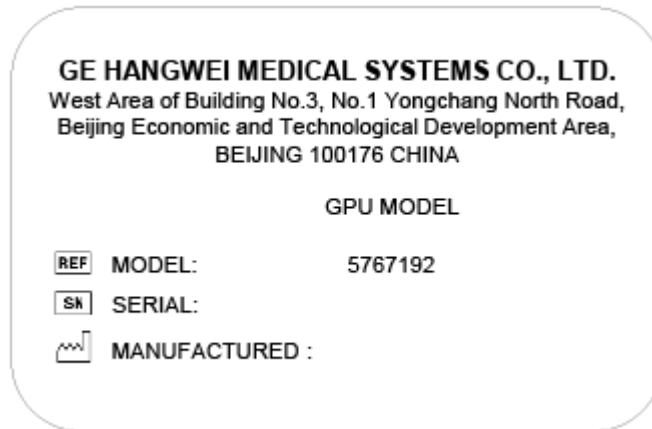 GE HANGWEI MEDICAL SYSTEMS CO., LTD.
West Area of Building No.3, No.1 Yongchang North Road,
Beijing Economic and Technological Development Area,
BEIJING 100176 CHINA
GPU MODEL
REF MODEL: 5767192
SN SERIAL:
MANUFACTURED :